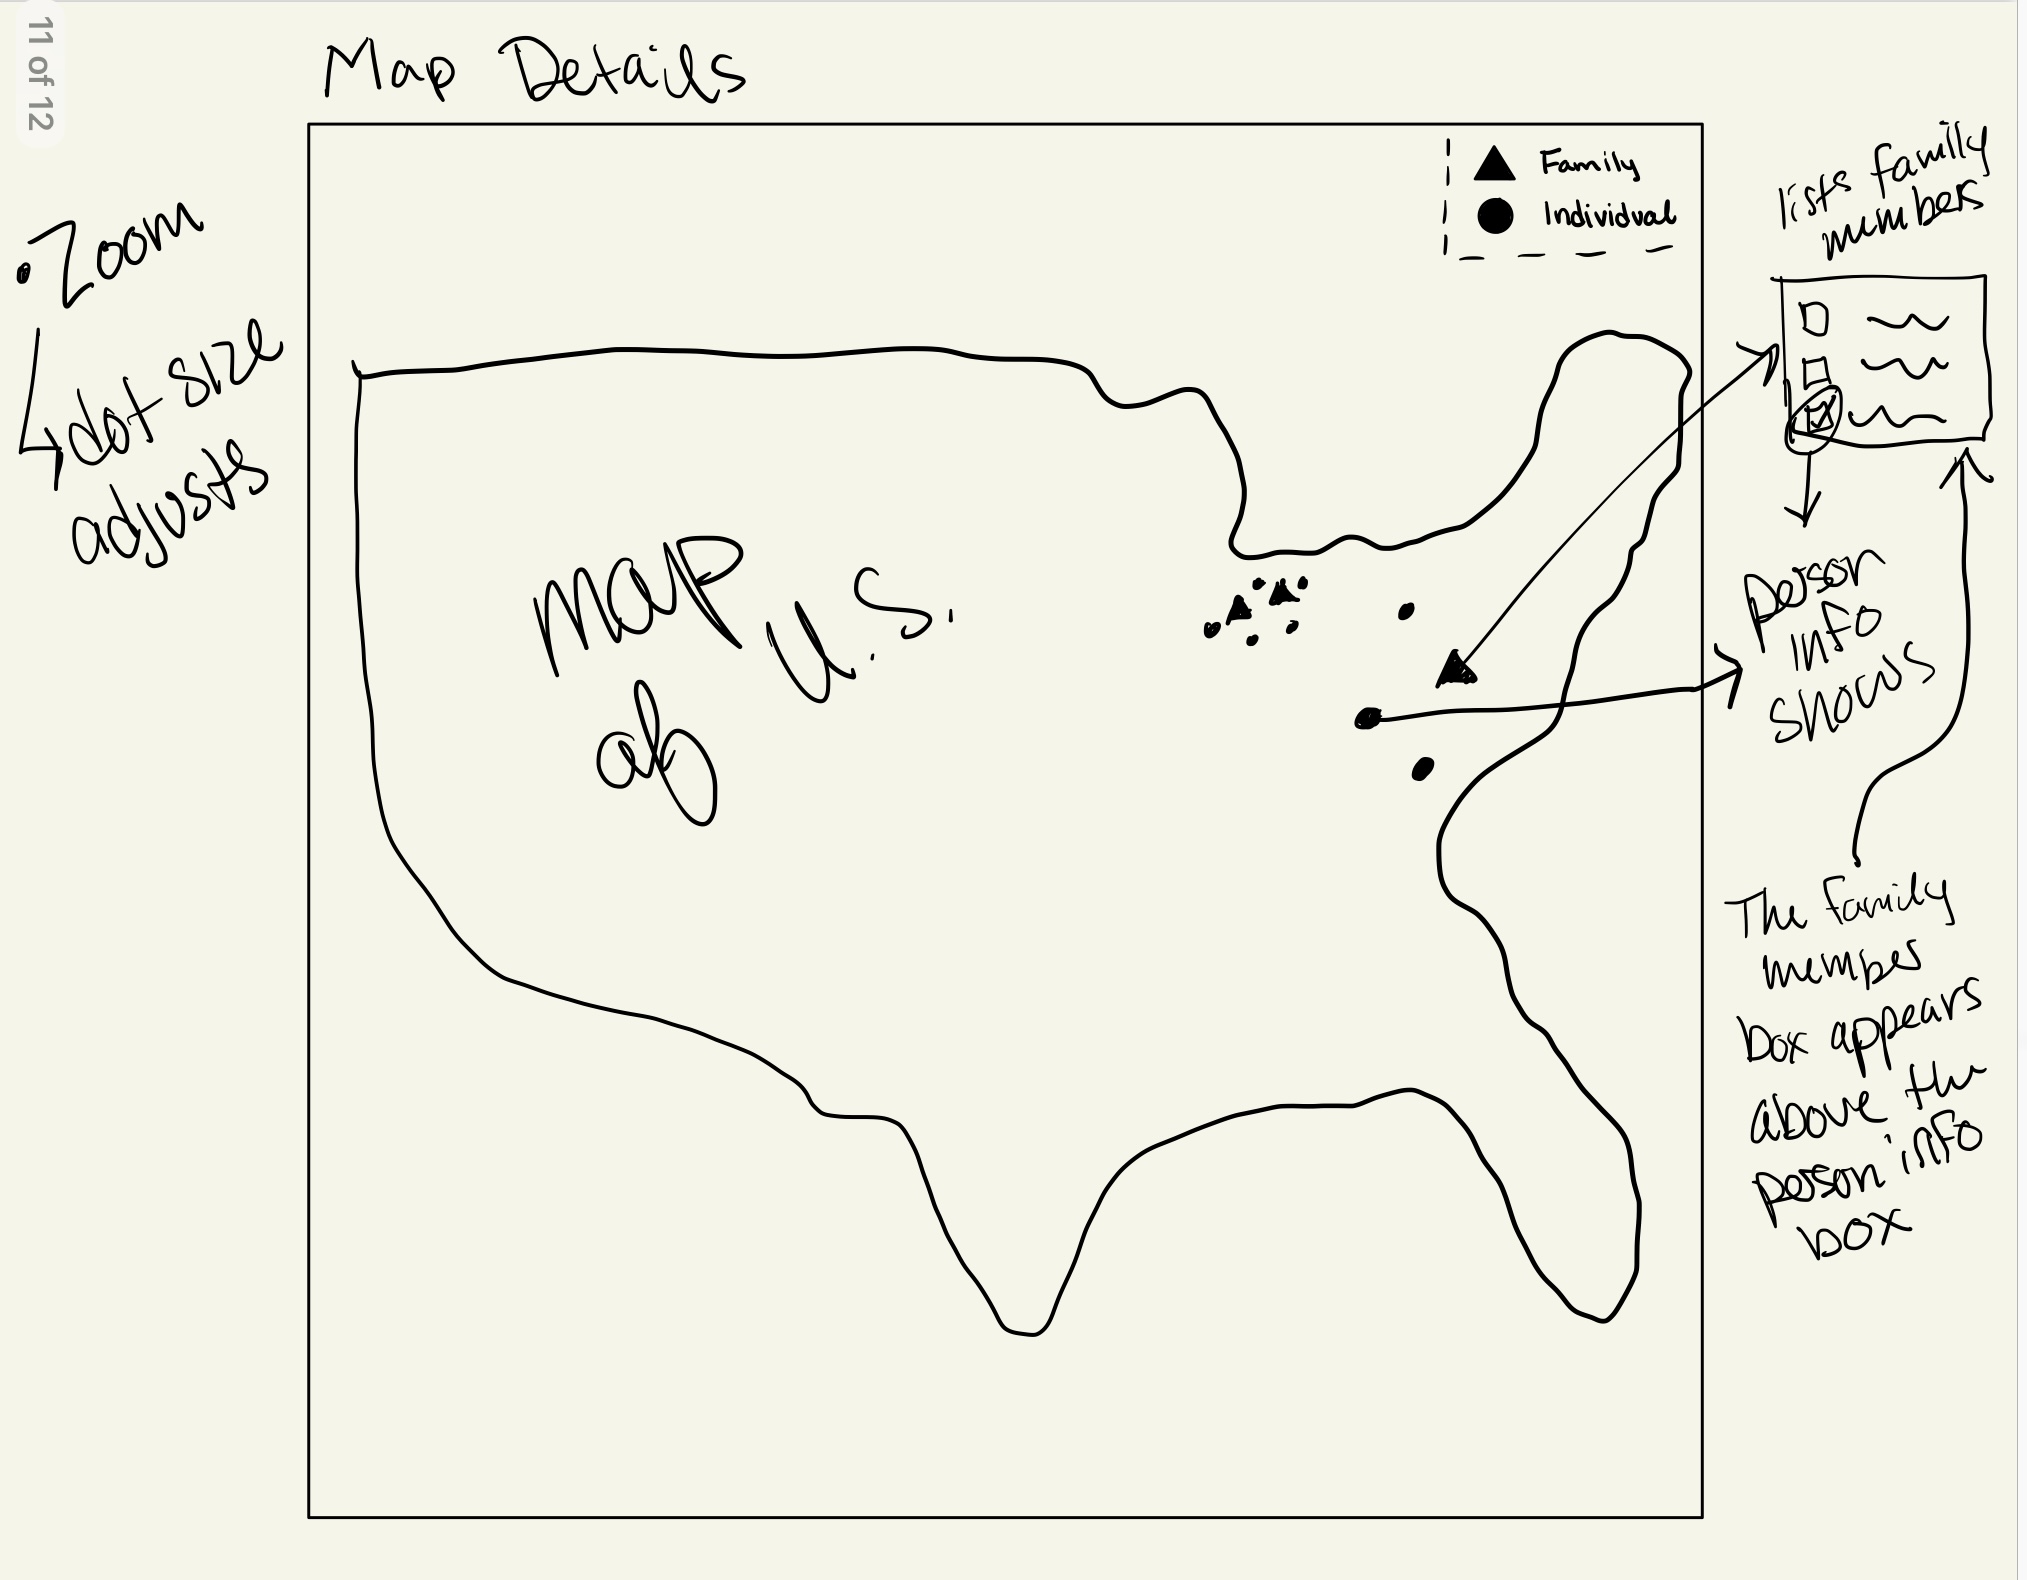 11 of 12
Map Details
Family
Individual
• Zoom
dot size
adjusts
map
of
U.S.
lists family
members
person
info
shows
The family
member
box appears
above the
person info
box